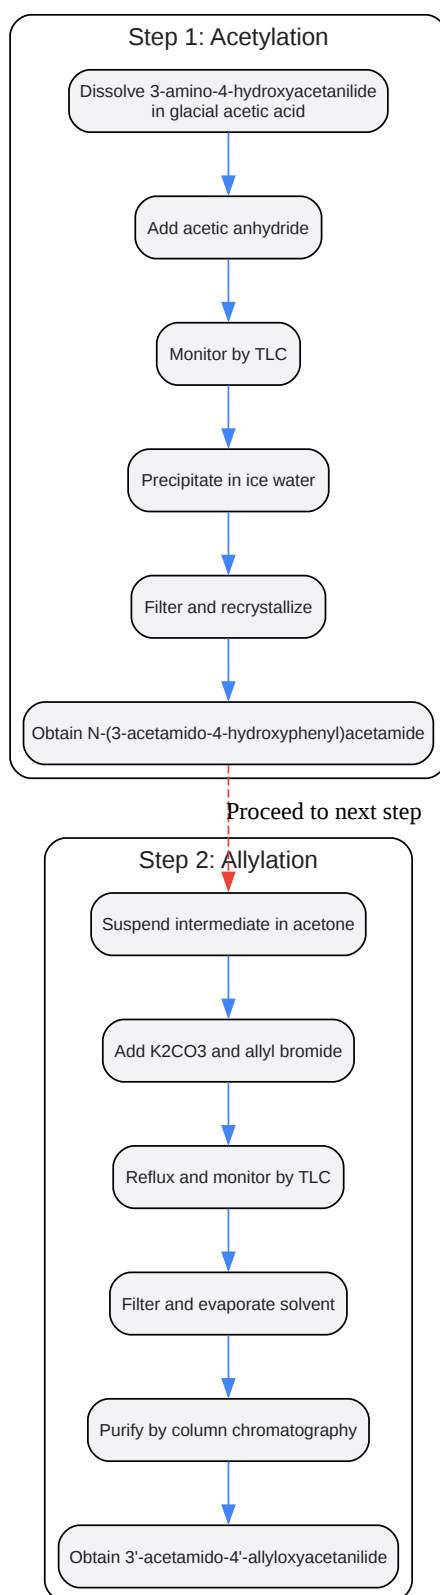 Step 1: Acetylation
Dissolve 3-amino-4-hydroxyacetanilide
in glacial acetic acid
Add acetic anhydride
Monitor by TLC
Precipitate in ice water
Filter and recrystallize
Obtain N-(3-acetamido-4-hydroxyphenyl)acetamide
Proceed to next step
Step 2: Allylation
Suspend intermediate in acetone
Add K2CO3 and allyl bromide
Reflux and monitor by TLC
Filter and evaporate solvent
Purify by column chromatography
Obtain 3'-acetamido-4'-allyloxyacetanilide